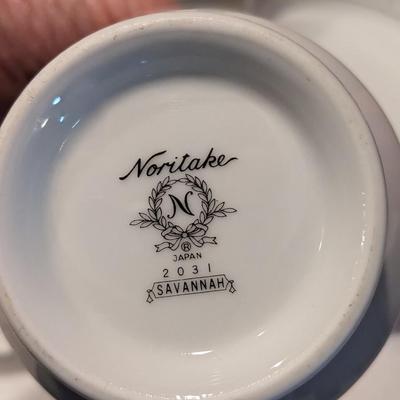 Noritake
N
®
JAPAN
2031
SAVANNAH